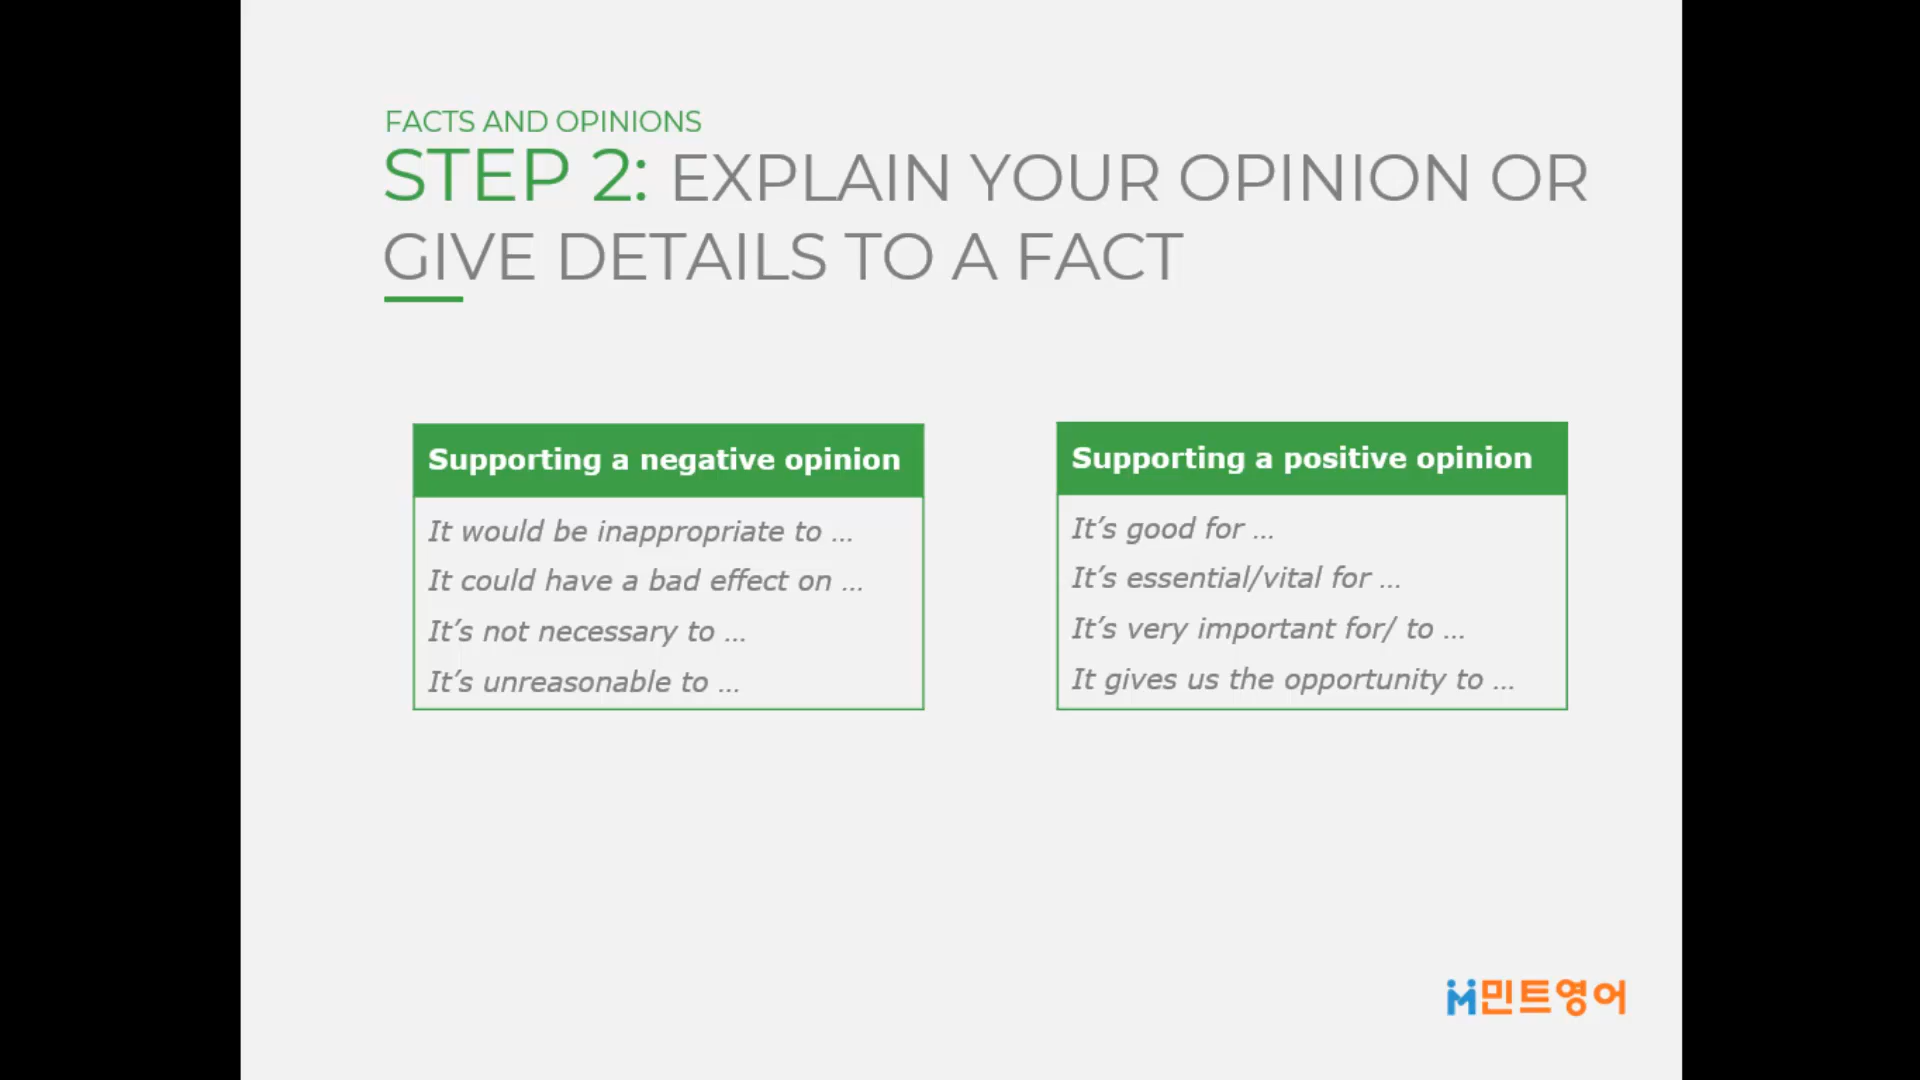 FACTS AND OPINIONS
STEP 2: EXPLAIN YOUR OPINION OR
GIVE DETAILS TO A FACT
Supporting a negative opinion
It would be inappropriate to ...
It could have a bad effect on ...
It’s not necessary to ...
It’s unreasonable to ...
Supporting a positive opinion
It’s good for ...
It’s essential/vital for ...
It’s very important for/ to ...
It gives us the opportunity to ...
민트영어